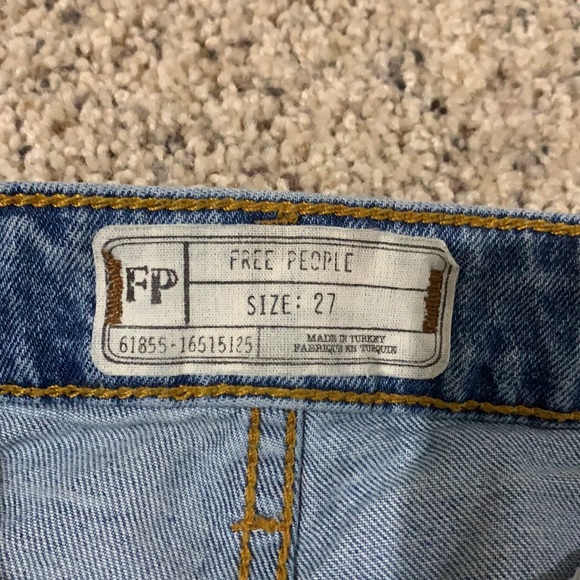 FP
FREE PEOPLE
SIZE: 27
61855-16515125
MADE IN TURKEY
FABRIQUE EN TURQUIE